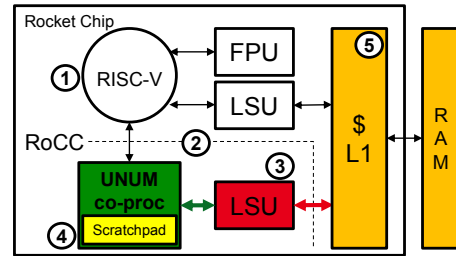 Rocket Chip
1
RISC-V
FPU
LSU
5
$
L1
R
A
M
RoCC
2
UNUM
co-proc
4
Scratchpad
3
LSU